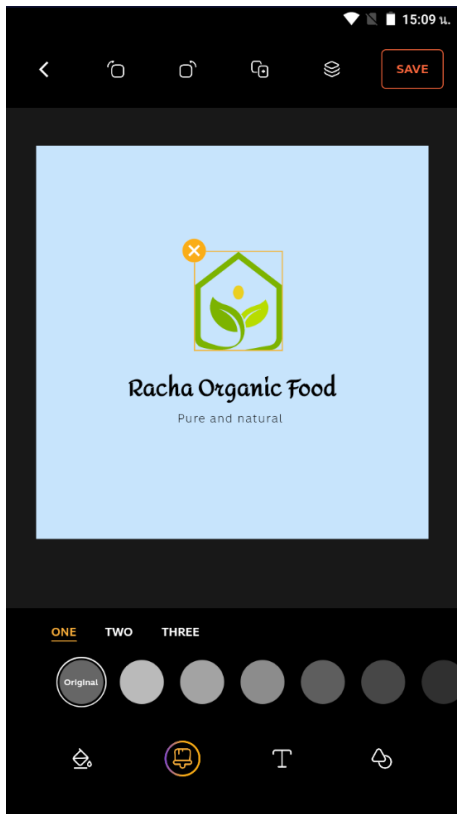 15:09 น.
SAVE
Racha Organic Food
Pure and natural
ONE TWO THREE
Original
T